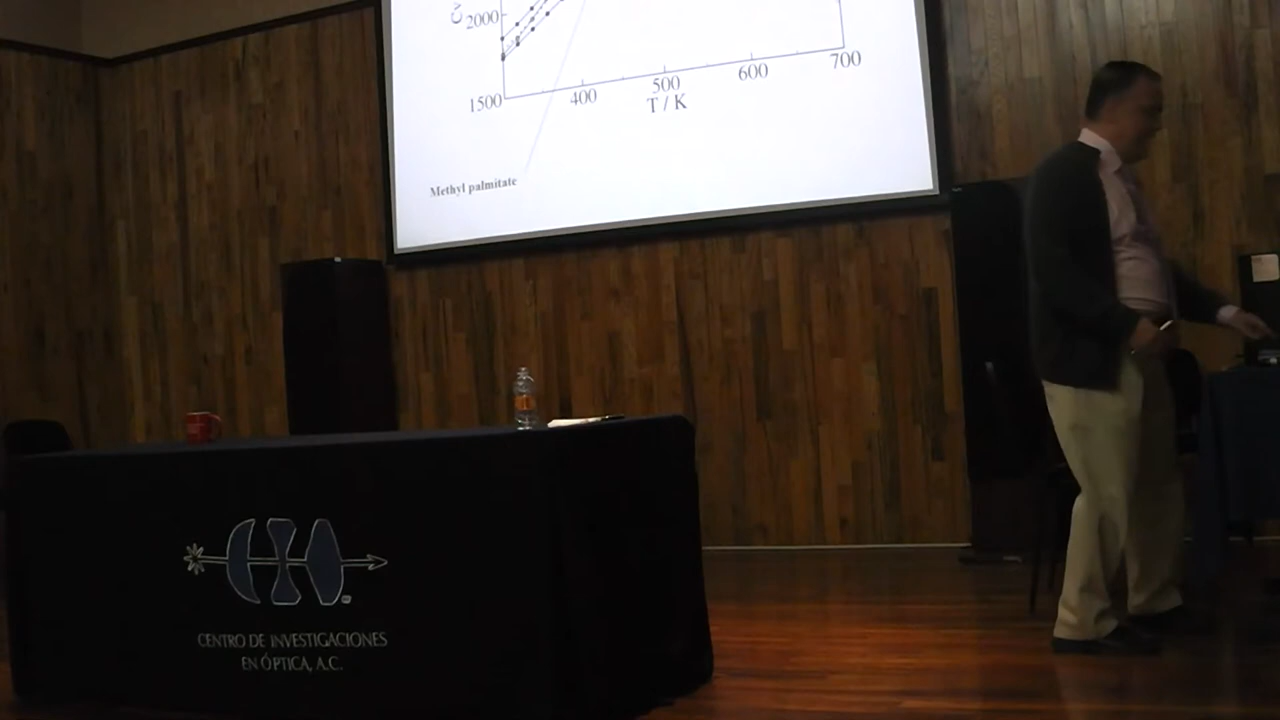 2000
1500
400
500
600
700
T / K
Methyl palmitate
CENTRO DE INVESTIGACIONES
EN ÓPTICA, A.C.